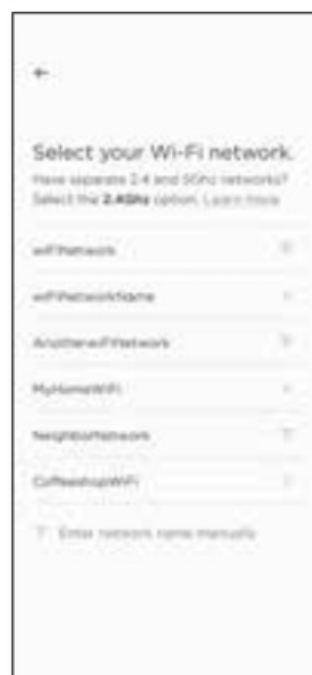 Select your Wi-Fi network.
Have separate 2.4 and 5Ghz networks?
Select the 2.4Ghz option. Learn more
wiFiNetwork
wiFiNetworkName
AnotherwiFiNetwork
MyHomeWiFi
NeighborNetwork
CoffeeshopWiFi
Enter network name manually